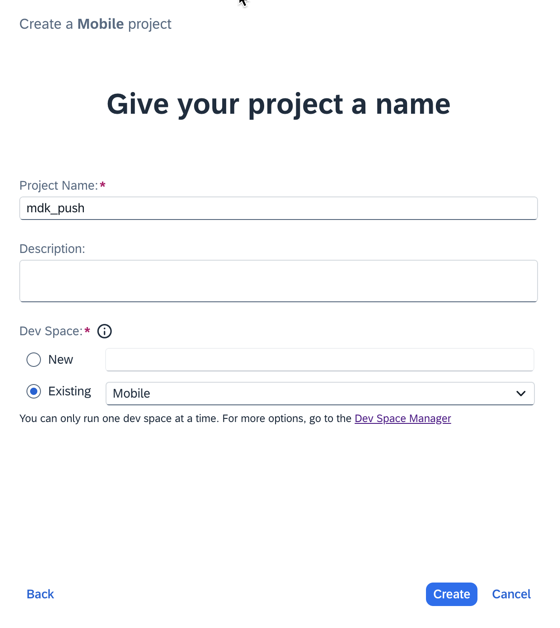 Create a Mobile project
Give your project a name
Project Name:*
mdk_push
Description:
Dev Space:*
New
Existing
Mobile
You can only run one dev space at a time. For more options, go to the Dev Space Manager
Back
Create
Cancel